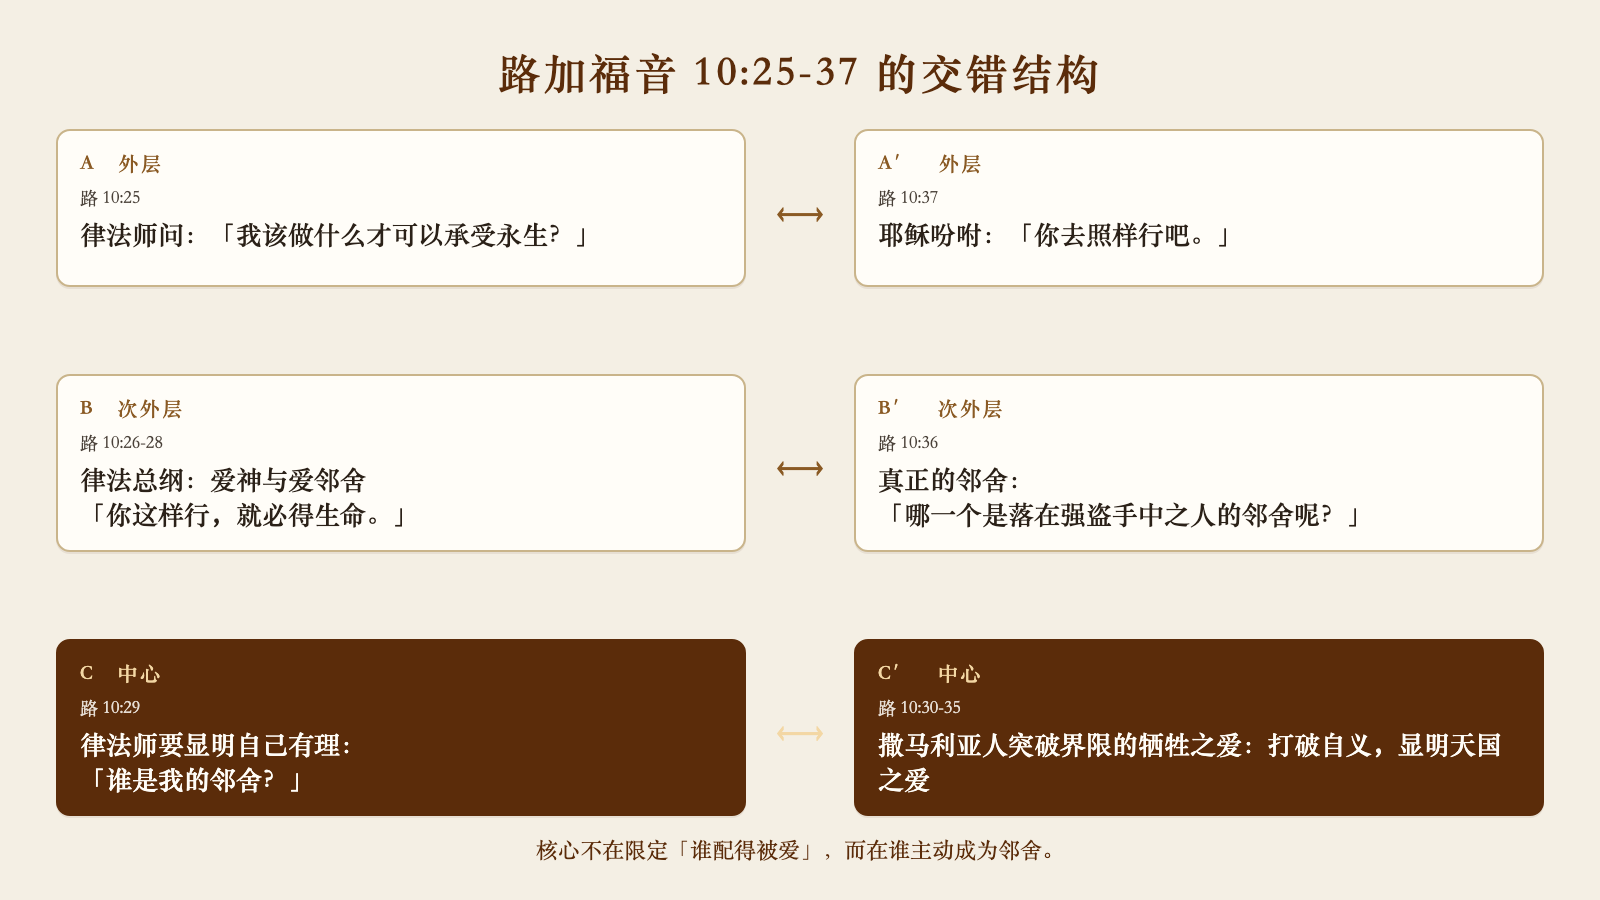 路加福音 10:25-37 的交错结构
A 外层
路 10:25
律法师问：「我该做什么才可以承受永生？」
A′ 外层
路 10:37
耶稣吩咐：「你去照样行吧。」
B 次外层
路 10:26-28
律法总纲：爱神与爱邻舍
「你这样行，就必得生命。」
B′ 次外层
路 10:36
真正的邻舍：
「哪一个是落在强盗手中之人的邻舍呢？」
C 中心
路 10:29
律法师要显明自己有理：
「谁是我的邻舍？」
C′ 中心
路 10:30-35
撒马利亚人突破界限的牺牲之爱：打破自义，显明天国
之爱
核心不在限定「谁配得被爱」，而在谁主动成为邻舍。